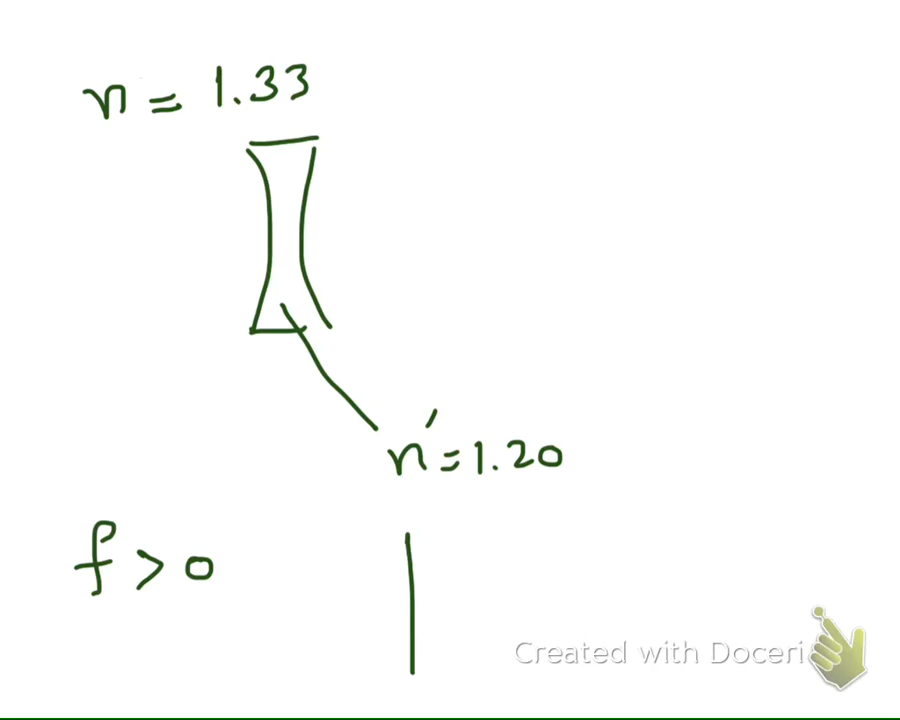 n = 1.33
n' = 1.20
f > 0
Created with Doceri